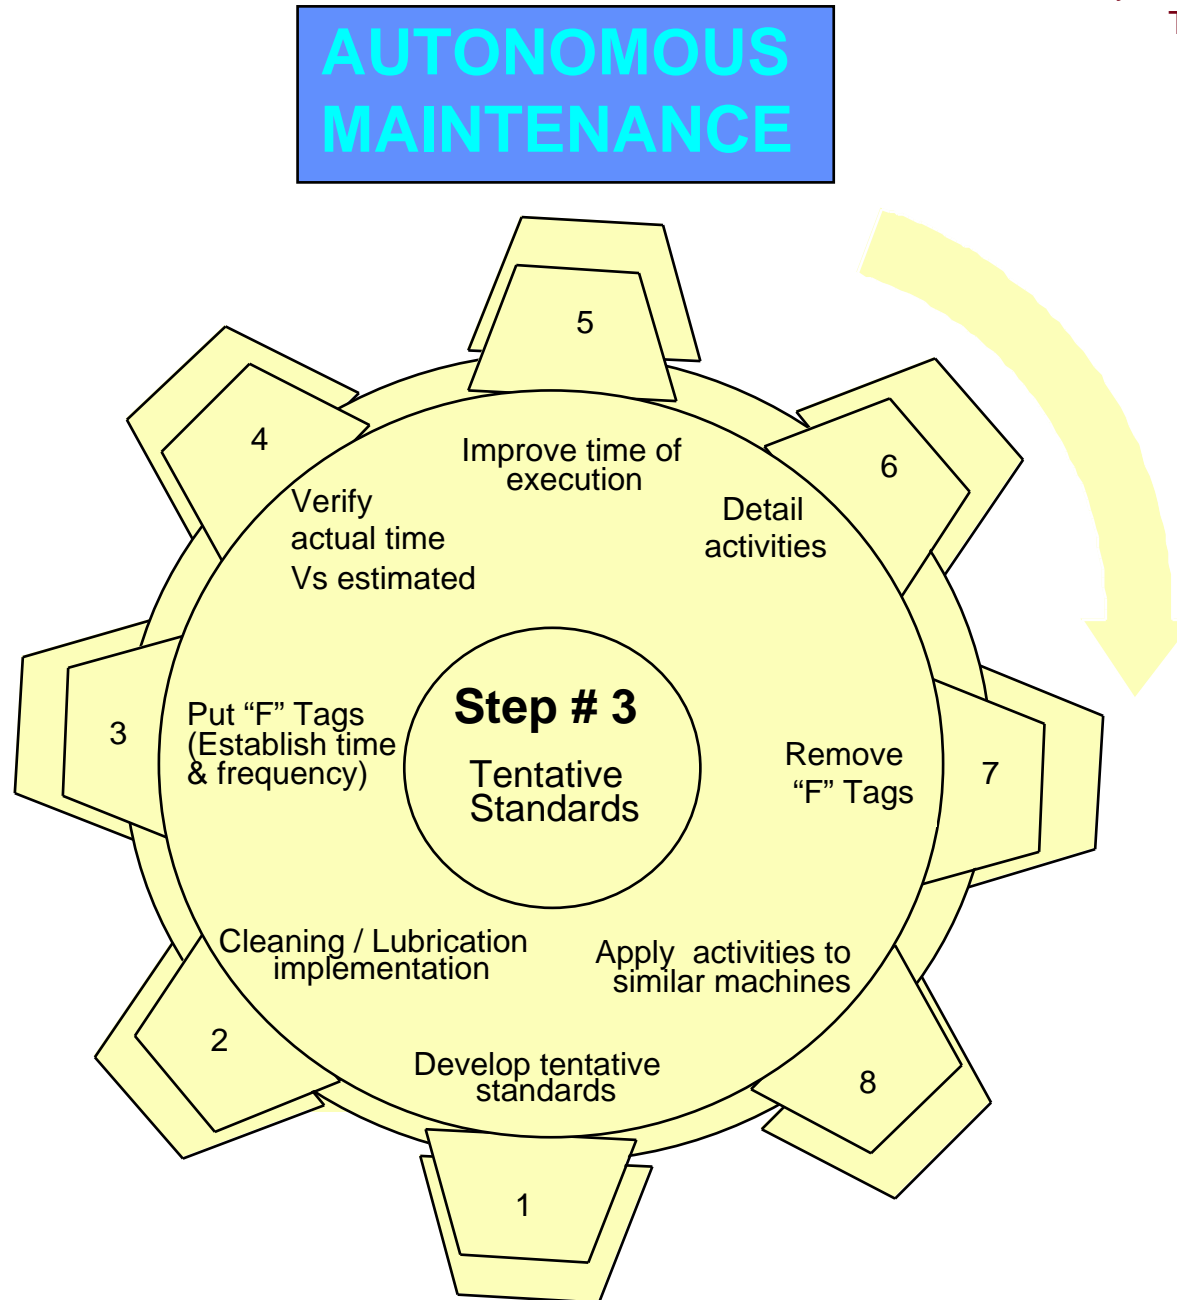 AUTONOMOUS
MAINTENANCE
5
4
6
Improve time of
execution
Verify
actual time
Vs estimated
Detail
activities
3
Put “F” Tags
(Establish time
& frequency)
Step # 3
Tentative
Standards
Remove
“F” Tags
7
Cleaning / Lubrication
implementation
Apply activities to
similar machines
2
Develop tentative
standards
8
1